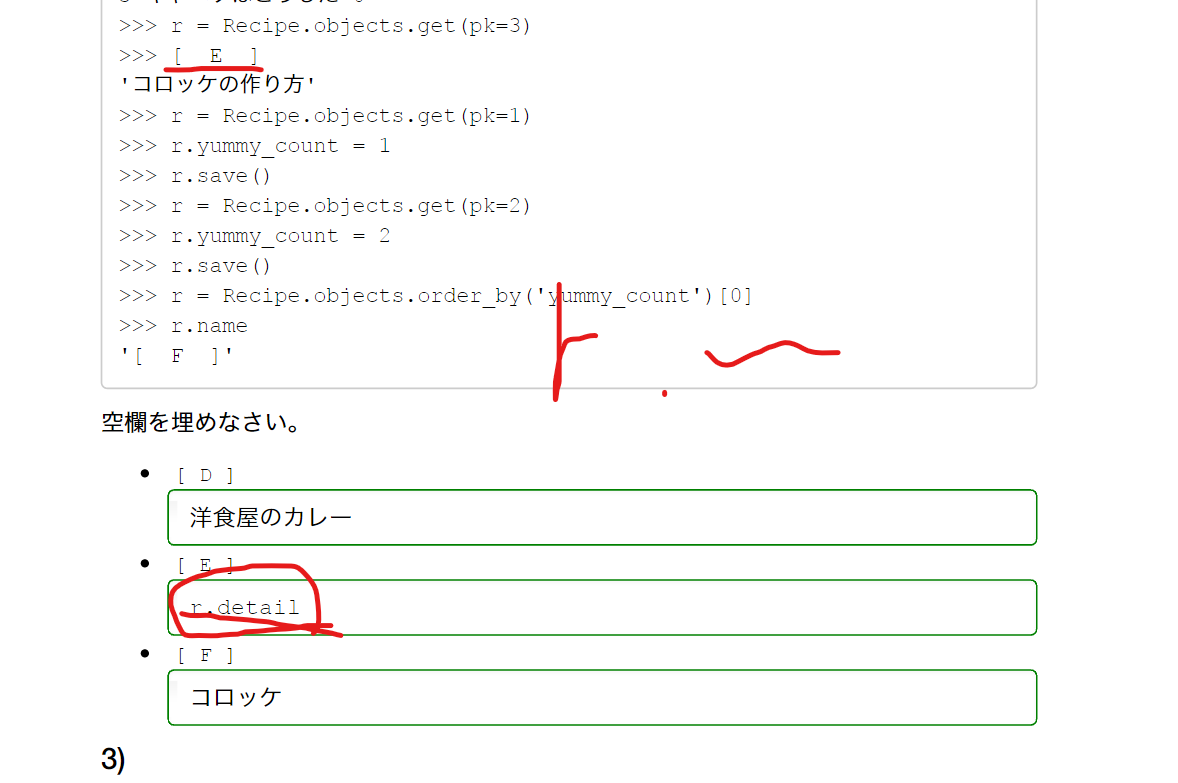 >>> r = Recipe.objects.get(pk=3)
>>> [ E ]
'コロッケの作り方'
>>> r = Recipe.objects.get(pk=1)
>>> r.yummy_count = 1
>>> r.save()
>>> r = Recipe.objects.get(pk=2)
>>> r.yummy_count = 2
>>> r.save()
>>> r = Recipe.objects.order_by('yummy_count')[0]
>>> r.name
'[ F ]'
空欄を埋めなさい。
• [ D ]
洋食屋のカレー
• [ E ]
r.detail
• [ F ]
コロッケ
3)